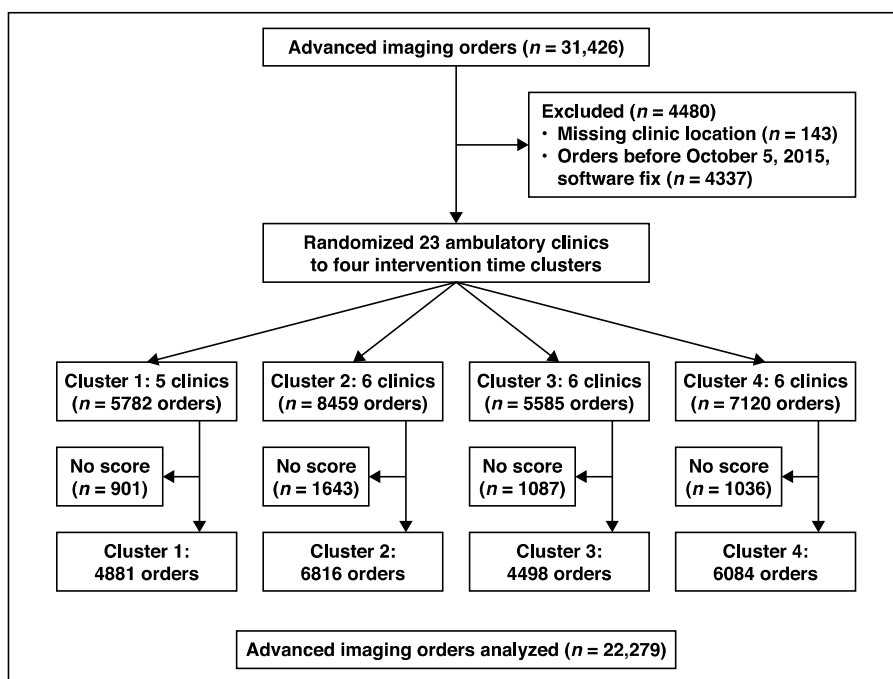 Advanced imaging orders (n = 31,426)
Excluded (n = 4480)
• Missing clinic location (n = 143)
• Orders before October 5, 2015,
software fix (n = 4337)
Randomized 23 ambulatory clinics
to four intervention time clusters
Cluster 1: 5 clinics
(n = 5782 orders)
Cluster 2: 6 clinics
(n = 8459 orders)
Cluster 3: 6 clinics
(n = 5585 orders)
Cluster 4: 6 clinics
(n = 7120 orders)
No score
(n = 901)
No score
(n = 1643)
No score
(n = 1087)
No score
(n = 1036)
Cluster 1:
4881 orders
Cluster 2:
6816 orders
Cluster 3:
4498 orders
Cluster 4:
6084 orders
Advanced imaging orders analyzed (n = 22,279)